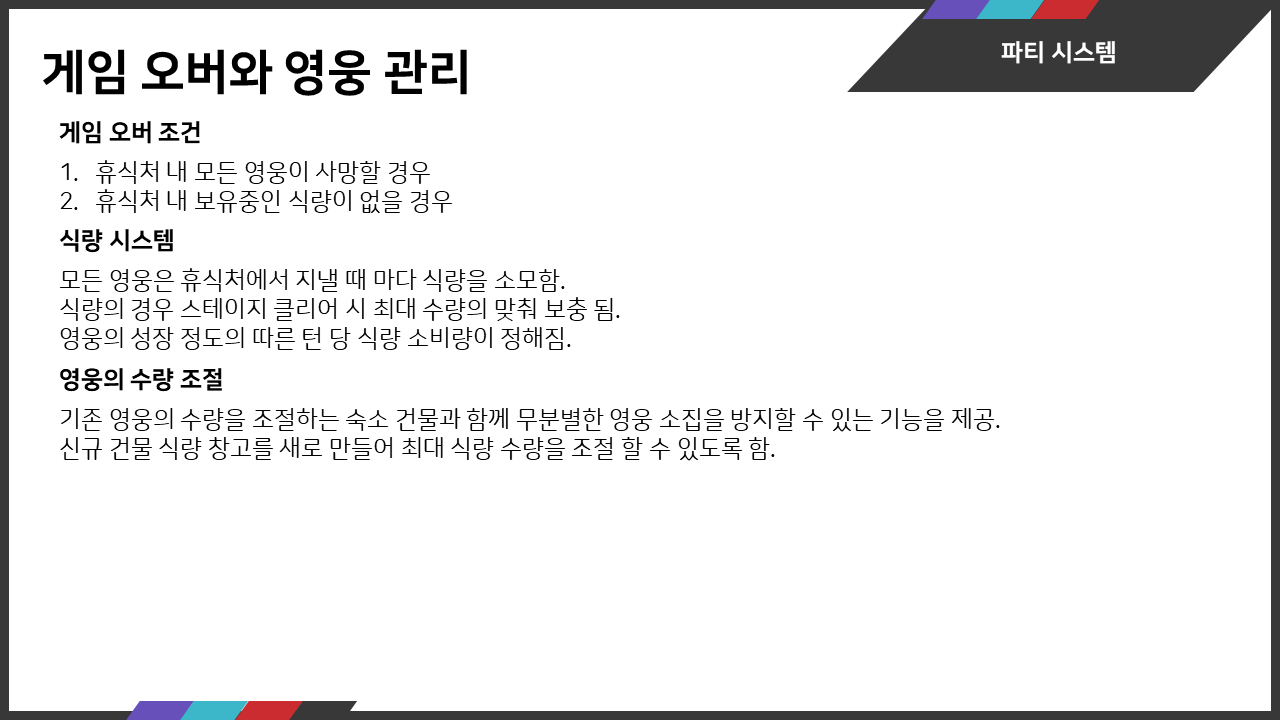 파티 시스템
게임 오버와 영웅 관리
게임 오버 조건
1. 휴식처 내 모든 영웅이 사망할 경우
2. 휴식처 내 보유중인 식량이 없을 경우
식량 시스템
모든 영웅은 휴식처에서 지낼 때 마다 식량을 소모함.
식량의 경우 스테이지 클리어 시 최대 수량의 맞춰 보충 됨.
영웅의 성장 정도의 따른 턴 당 식량 소비량이 정해짐.
영웅의 수량 조절
기존 영웅의 수량을 조절하는 숙소 건물과 함께 무분별한 영웅 소집을 방지할 수 있는 기능을 제공.
신규 건물 식량 창고를 새로 만들어 최대 식량 수량을 조절 할 수 있도록 함.